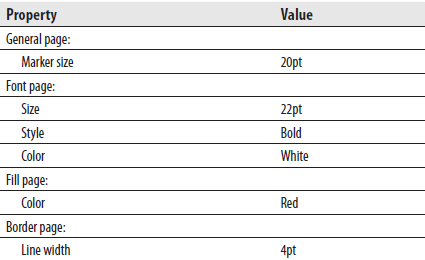 Property Value
General page:
Marker size 20pt
Font page:
Size 22pt
Style Bold
Color White
Fill page:
Color Red
Border page:
Line width 4pt